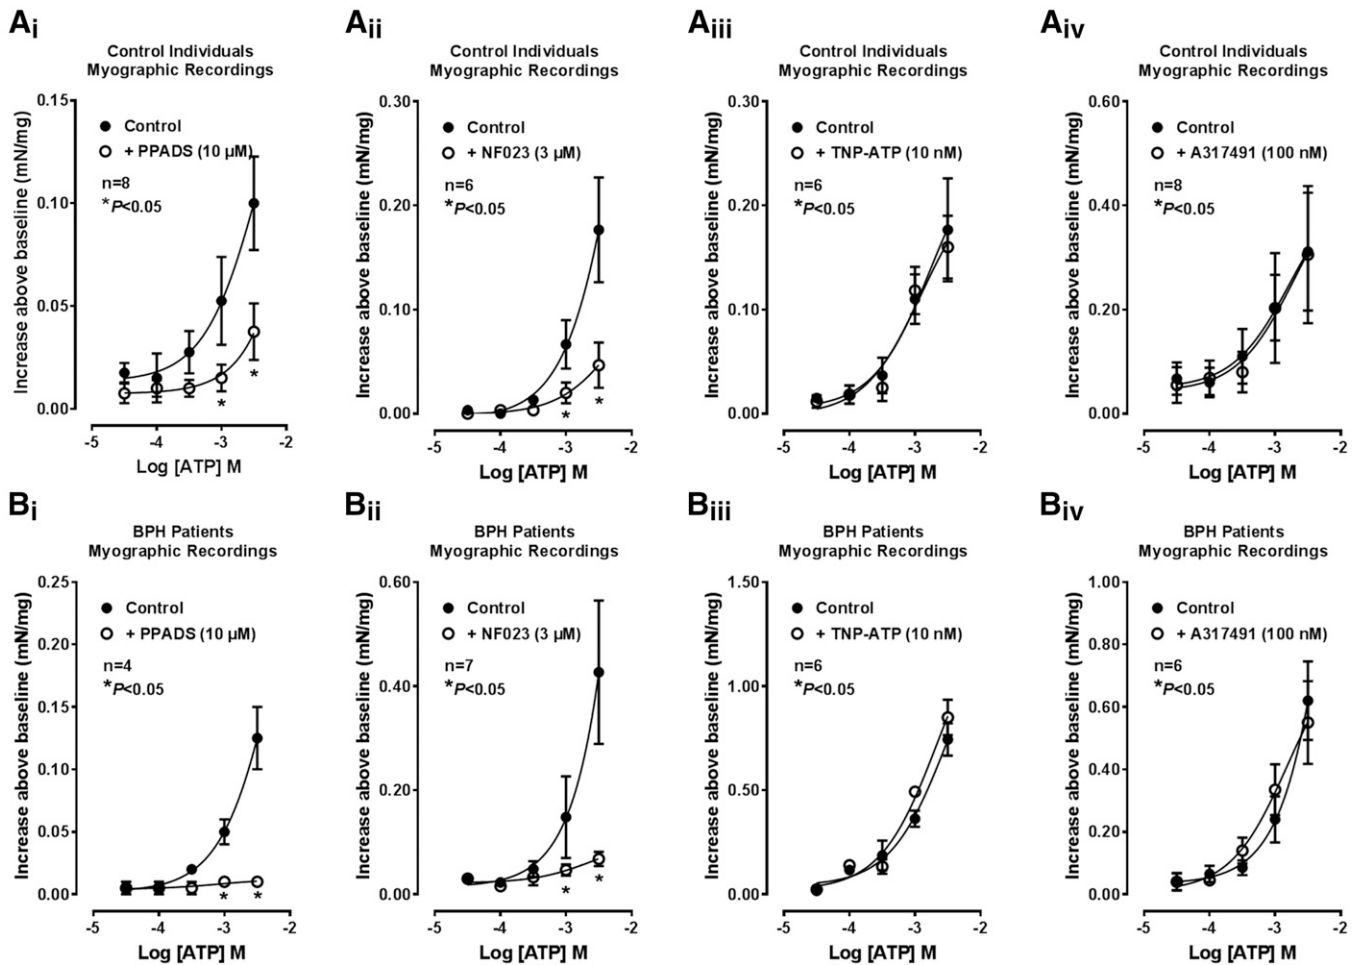 Ai
Control Individuals
Myographic Recordings
Increase above baseline (mN/mg)
0.15
0.10
0.05
0.00
Control
+ PPADS (10 µM)
n=8
*P<0.05
*
*
-5
-4
-3
-2
Log [ATP] M
Aii
Control Individuals
Myographic Recordings
Increase above baseline (mN/mg)
0.30
0.20
0.10
0.00
Control
+ NF023 (3 µM)
n=6
*P<0.05
*
*
-5
-4
-3
-2
Log [ATP] M
Aiii
Control Individuals
Myographic Recordings
Increase above baseline (mN/mg)
0.30
0.20
0.10
0.00
Control
+ TNP-ATP (10 nM)
n=6
*P<0.05
-5
-4
-3
-2
Log [ATP] M
Aiv
Control Individuals
Myographic Recordings
Increase above baseline (mN/mg)
0.60
0.40
0.20
0.00
Control
+ A317491 (100 nM)
n=8
*P<0.05
-5
-4
-3
-2
Log [ATP] M
Bi
BPH Patients
Myographic Recordings
Increase above baseline (mN/mg)
0.25
0.20
0.15
0.10
0.05
0.00
Control
+ PPADS (10 µM)
n=4
*P<0.05
*
*
-5
-4
-3
-2
Log [ATP] M
Bii
BPH Patients
Myographic Recordings
Increase above baseline (mN/mg)
0.60
0.40
0.20
0.00
Control
+ NF023 (3 µM)
n=7
*P<0.05
*
*
-5
-4
-3
-2
Log [ATP] M
Biii
BPH Patients
Myographic Recordings
Increase above baseline (mN/mg)
1.50
1.00
0.50
0.00
Control
+ TNP-ATP (10 nM)
n=6
*P<0.05
-5
-4
-3
-2
Log [ATP] M
Biv
BPH Patients
Myographic Recordings
Increase above baseline (mN/mg)
1.00
0.80
0.60
0.40
0.20
0.00
Control
+ A317491 (100 nM)
n=6
*P<0.05
-5
-4
-3
-2
Log [ATP] M